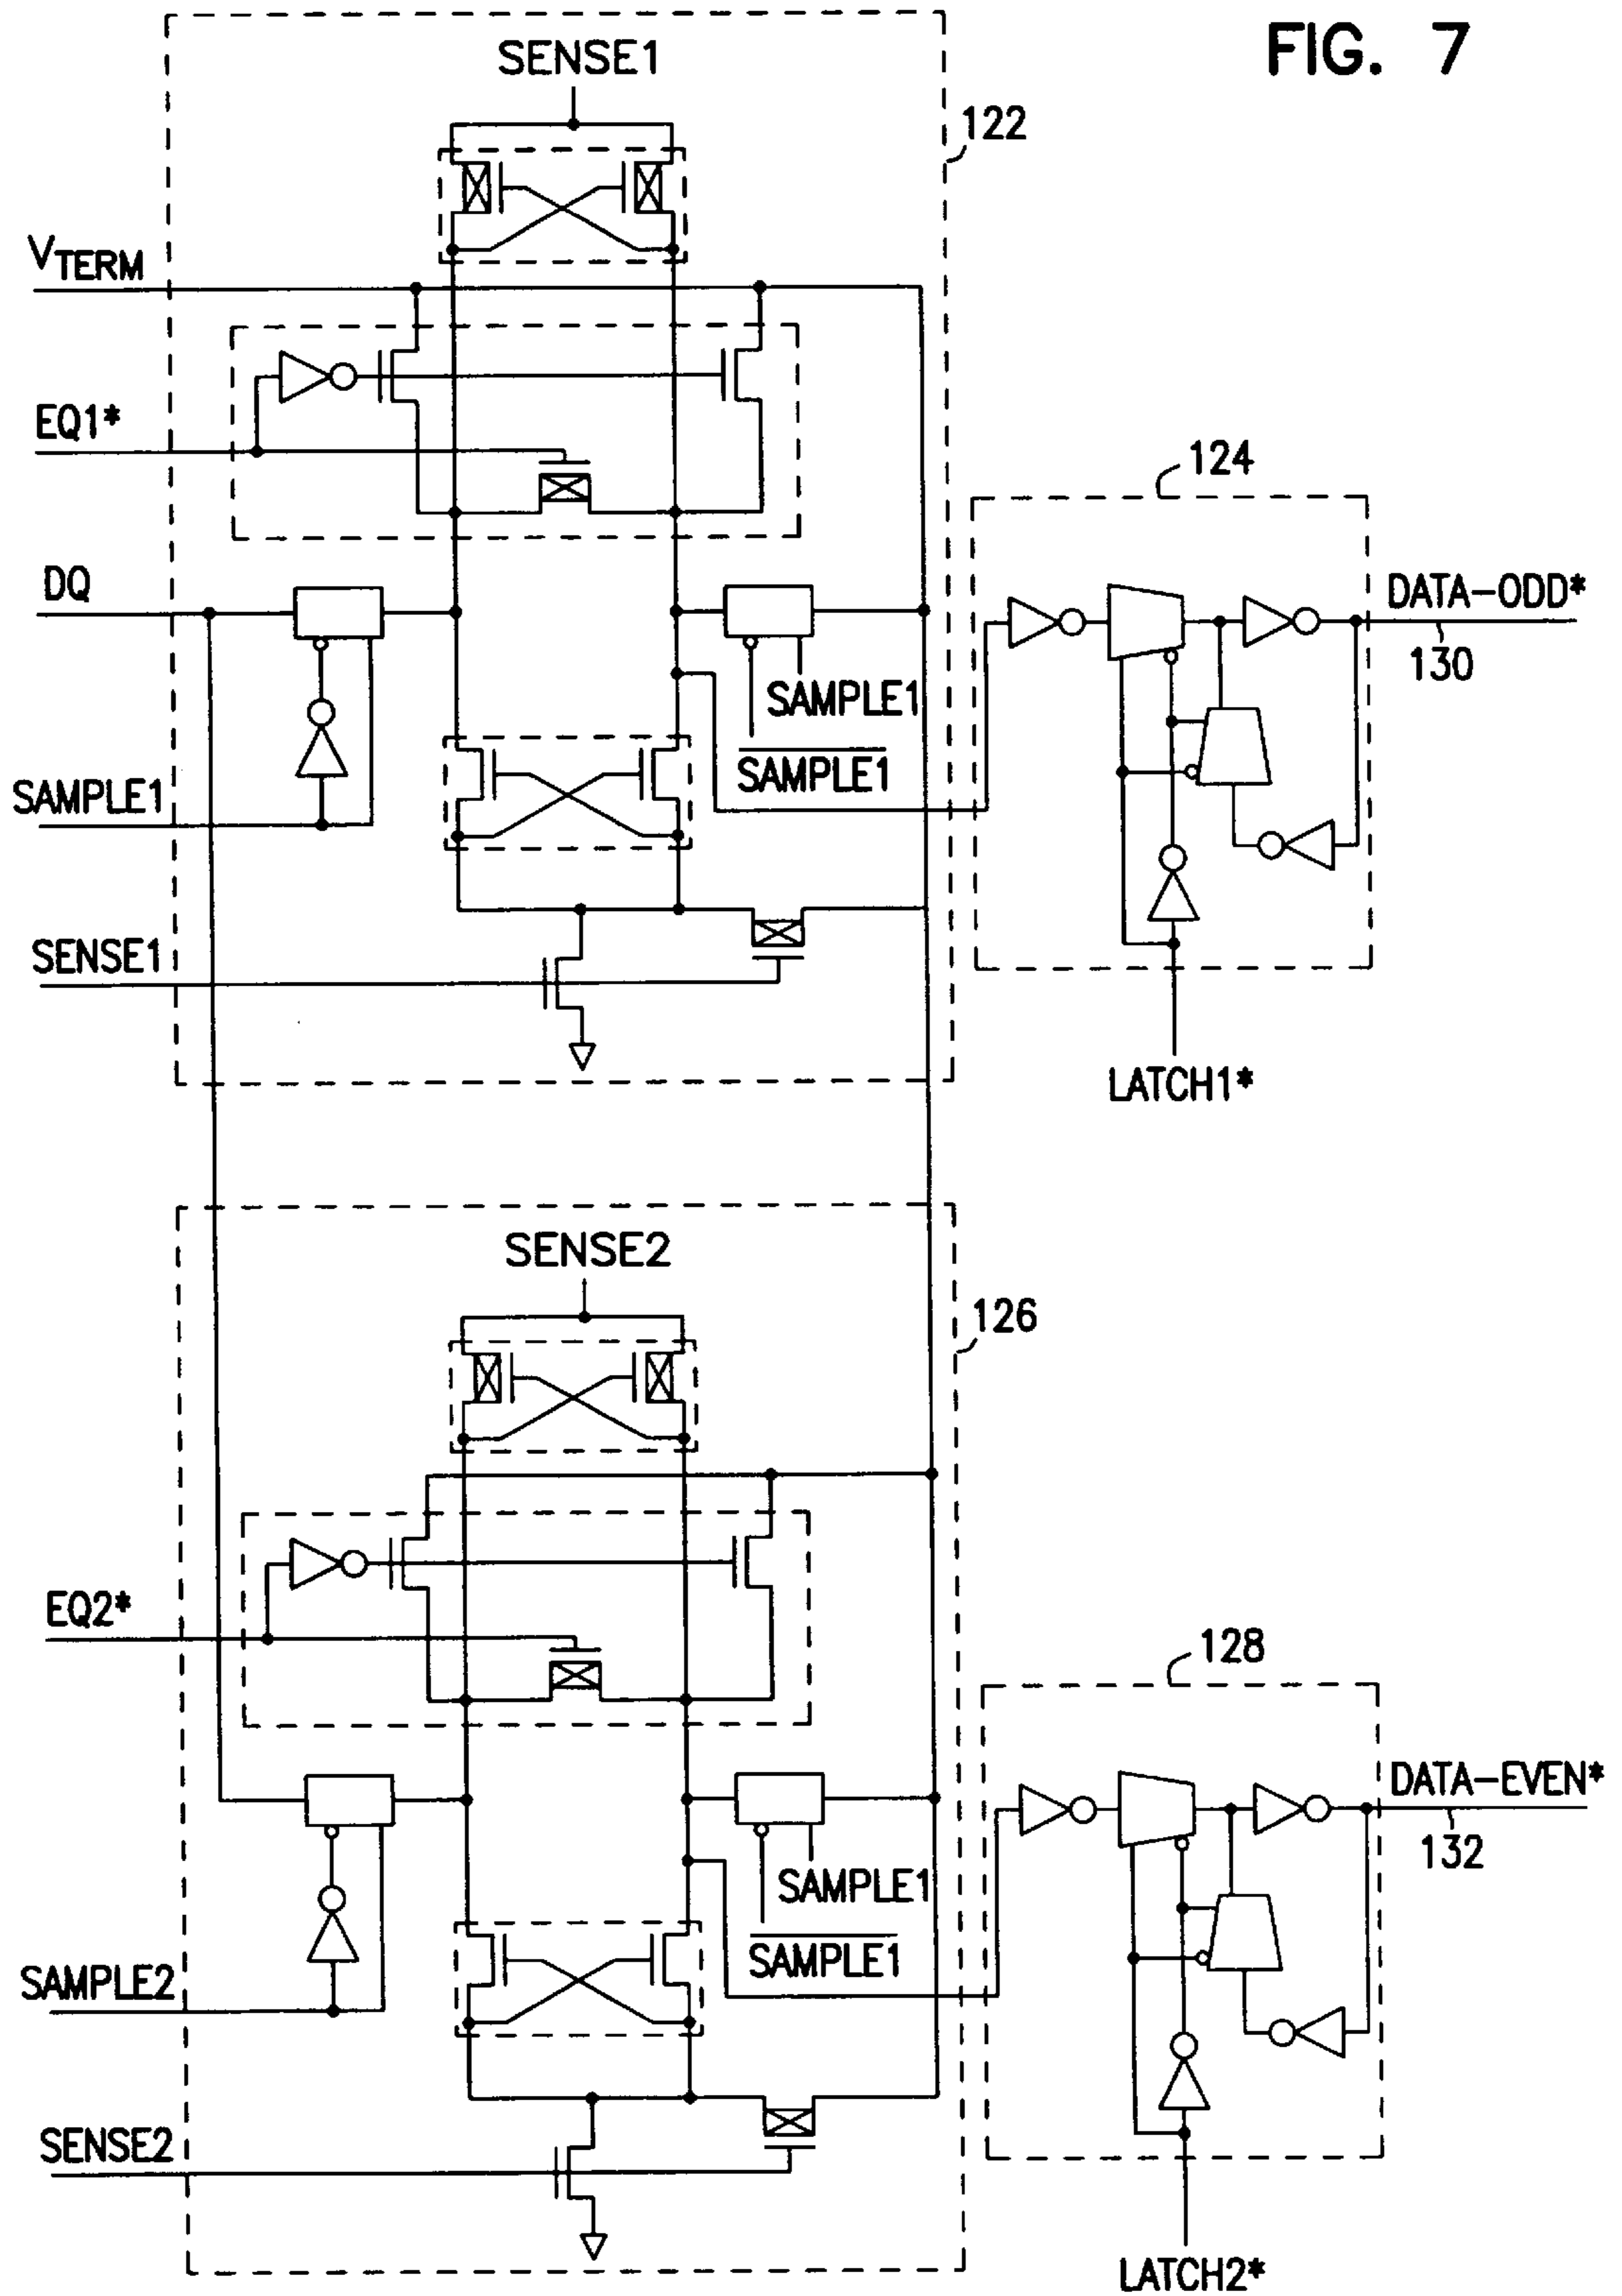 FIG. 7
SENSE1
122
VTERM
EQ1*
124
DQ
DATA-ODD*
130
SAMPLE1
SAMPLE1
SAMPLE1
SENSE1
LATCH1*
SENSE2
126
EQ2*
128
DATA-EVEN*
132
SAMPLE1
SAMPLE1
SAMPLE2
SENSE2
LATCH2*